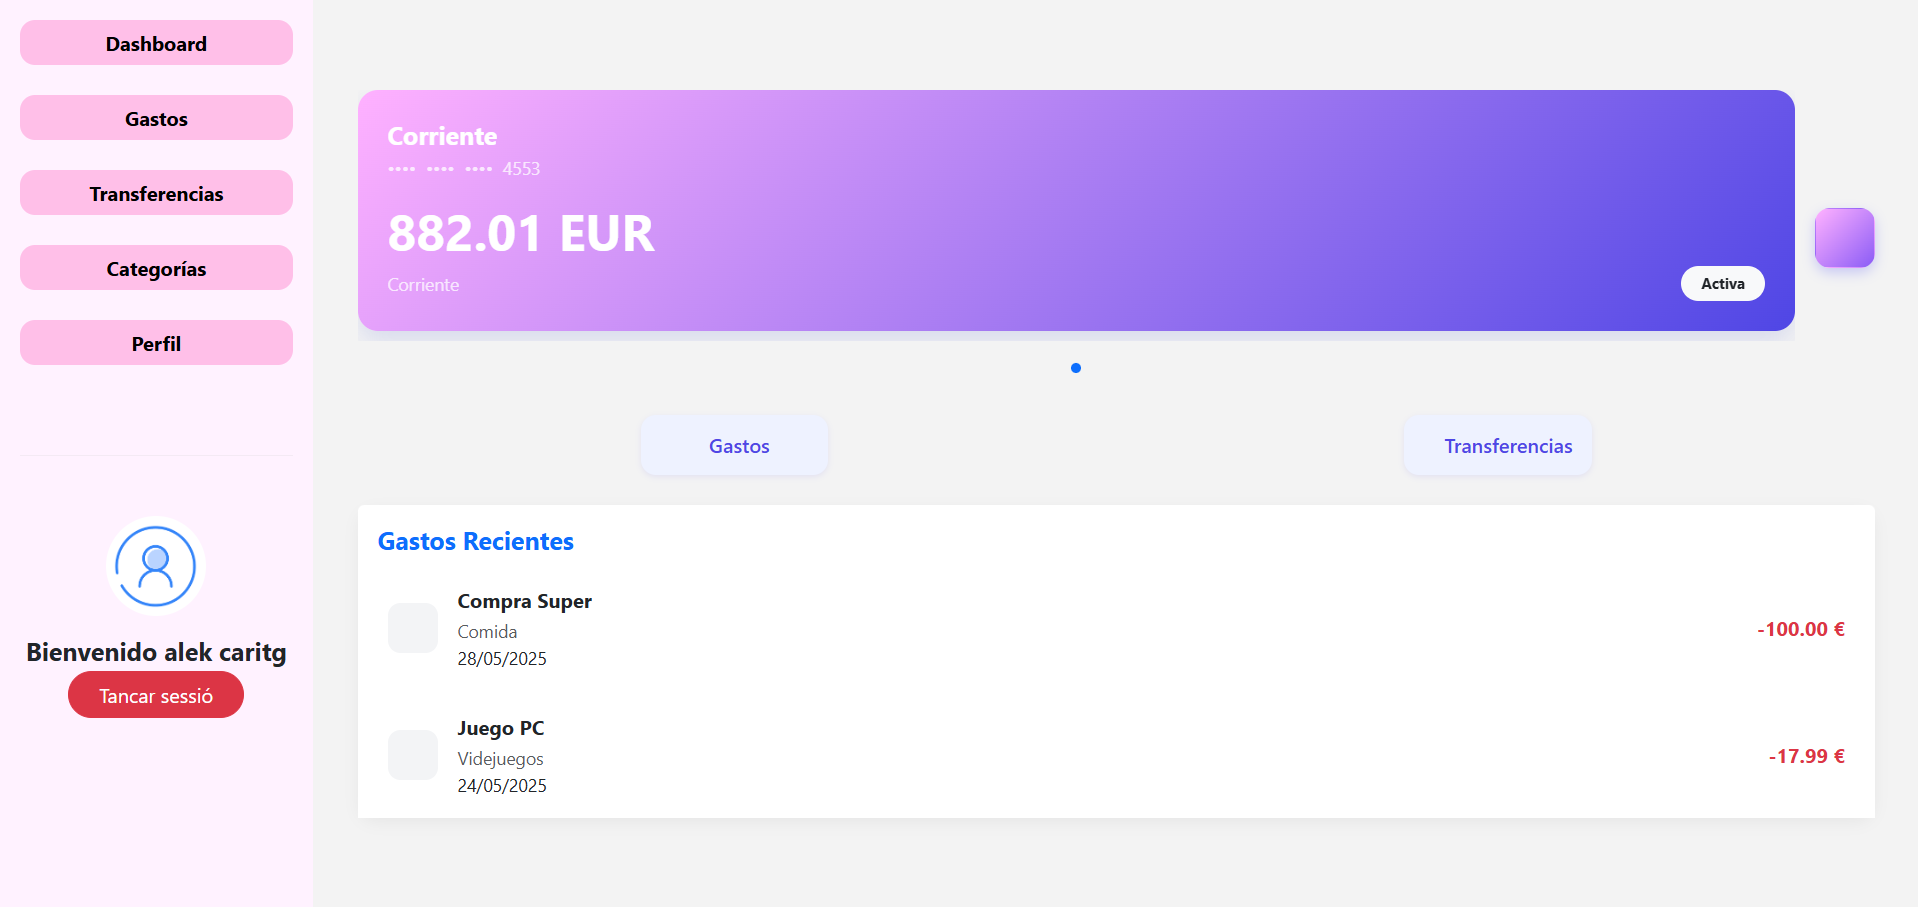 Dashboard
Gastos
Transferencias
Categorías
Perfil
Bienvenido alek caritg
Tancar sessió
Corriente
•••• •••• •••• 4553
882.01 EUR
Corriente
Activa
Gastos
Transferencias
Gastos Recientes
Compra Super
Comida
28/05/2025
-100.00 €
Juego PC
Videjuegos
24/05/2025
-17.99 €